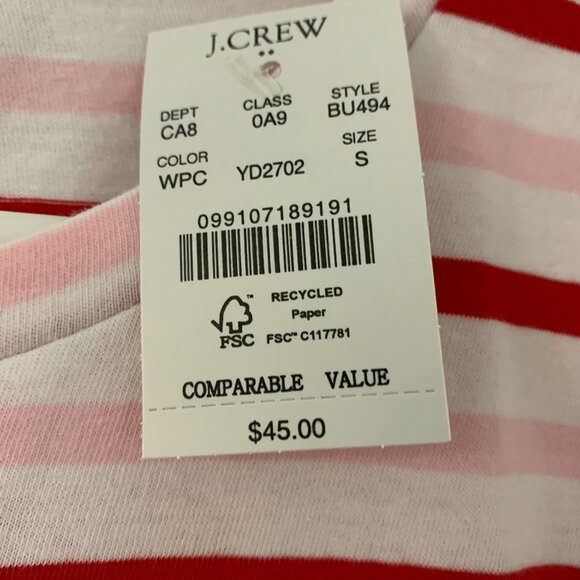 J.CREW
DEPT CLASS STYLE
CA8 0A9 BU494
COLOR SIZE
WPC YD2702 S
099107189191
RECYCLED
Paper
FSC™ FSC™ C117781
COMPARABLE VALUE
$45.00